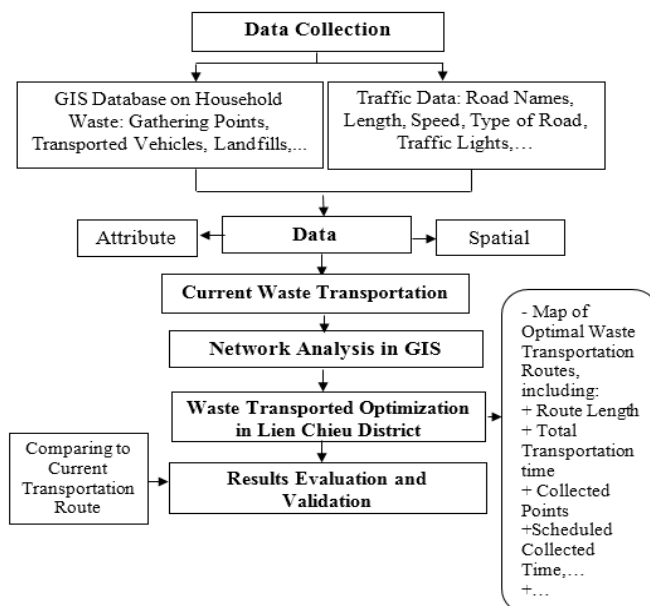 Data Collection
GIS Database on Household
Waste: Gathering Points,
Transported Vehicles, Landfills,...
Traffic Data: Road Names,
Length, Speed, Type of Road,
Traffic Lights,…
Attribute
Data
Spatial
Current Waste Transportation
Network Analysis in GIS
Waste Transported Optimization
in Lien Chieu District
- Map of
Optimal Waste
Transportation
Routes,
including:
+ Route Length
+ Total
Transportation
time
+ Collected
Points
+Scheduled
Collected
Time,…
+…
Comparing to
Current
Transportation
Route
Results Evaluation and
Validation